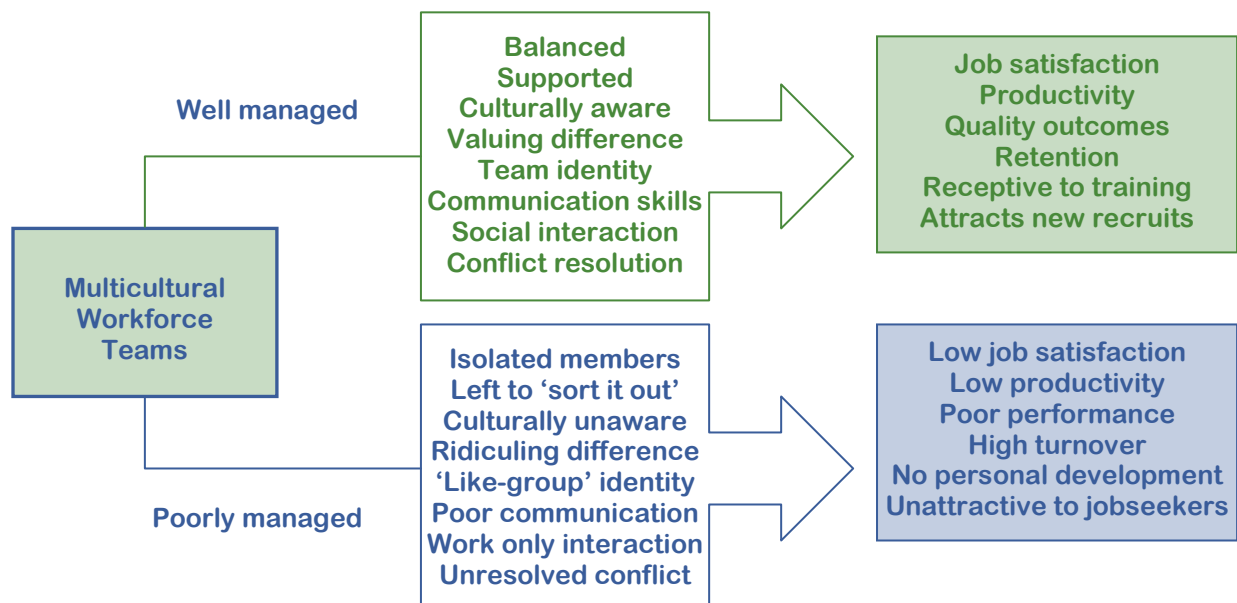 Multicultural
Workforce
Teams
Well managed
Balanced
Supported
Culturally aware
Valuing difference
Team identity
Communication skills
Social interaction
Conflict resolution
Job satisfaction
Productivity
Quality outcomes
Retention
Receptive to training
Attracts new recruits
Poorly managed
Isolated members
Left to ‘sort it out’
Culturally unaware
Ridiculing difference
‘Like-group’ identity
Poor communication
Work only interaction
Unresolved conflict
Low job satisfaction
Low productivity
Poor performance
High turnover
No personal development
Unattractive to jobseekers